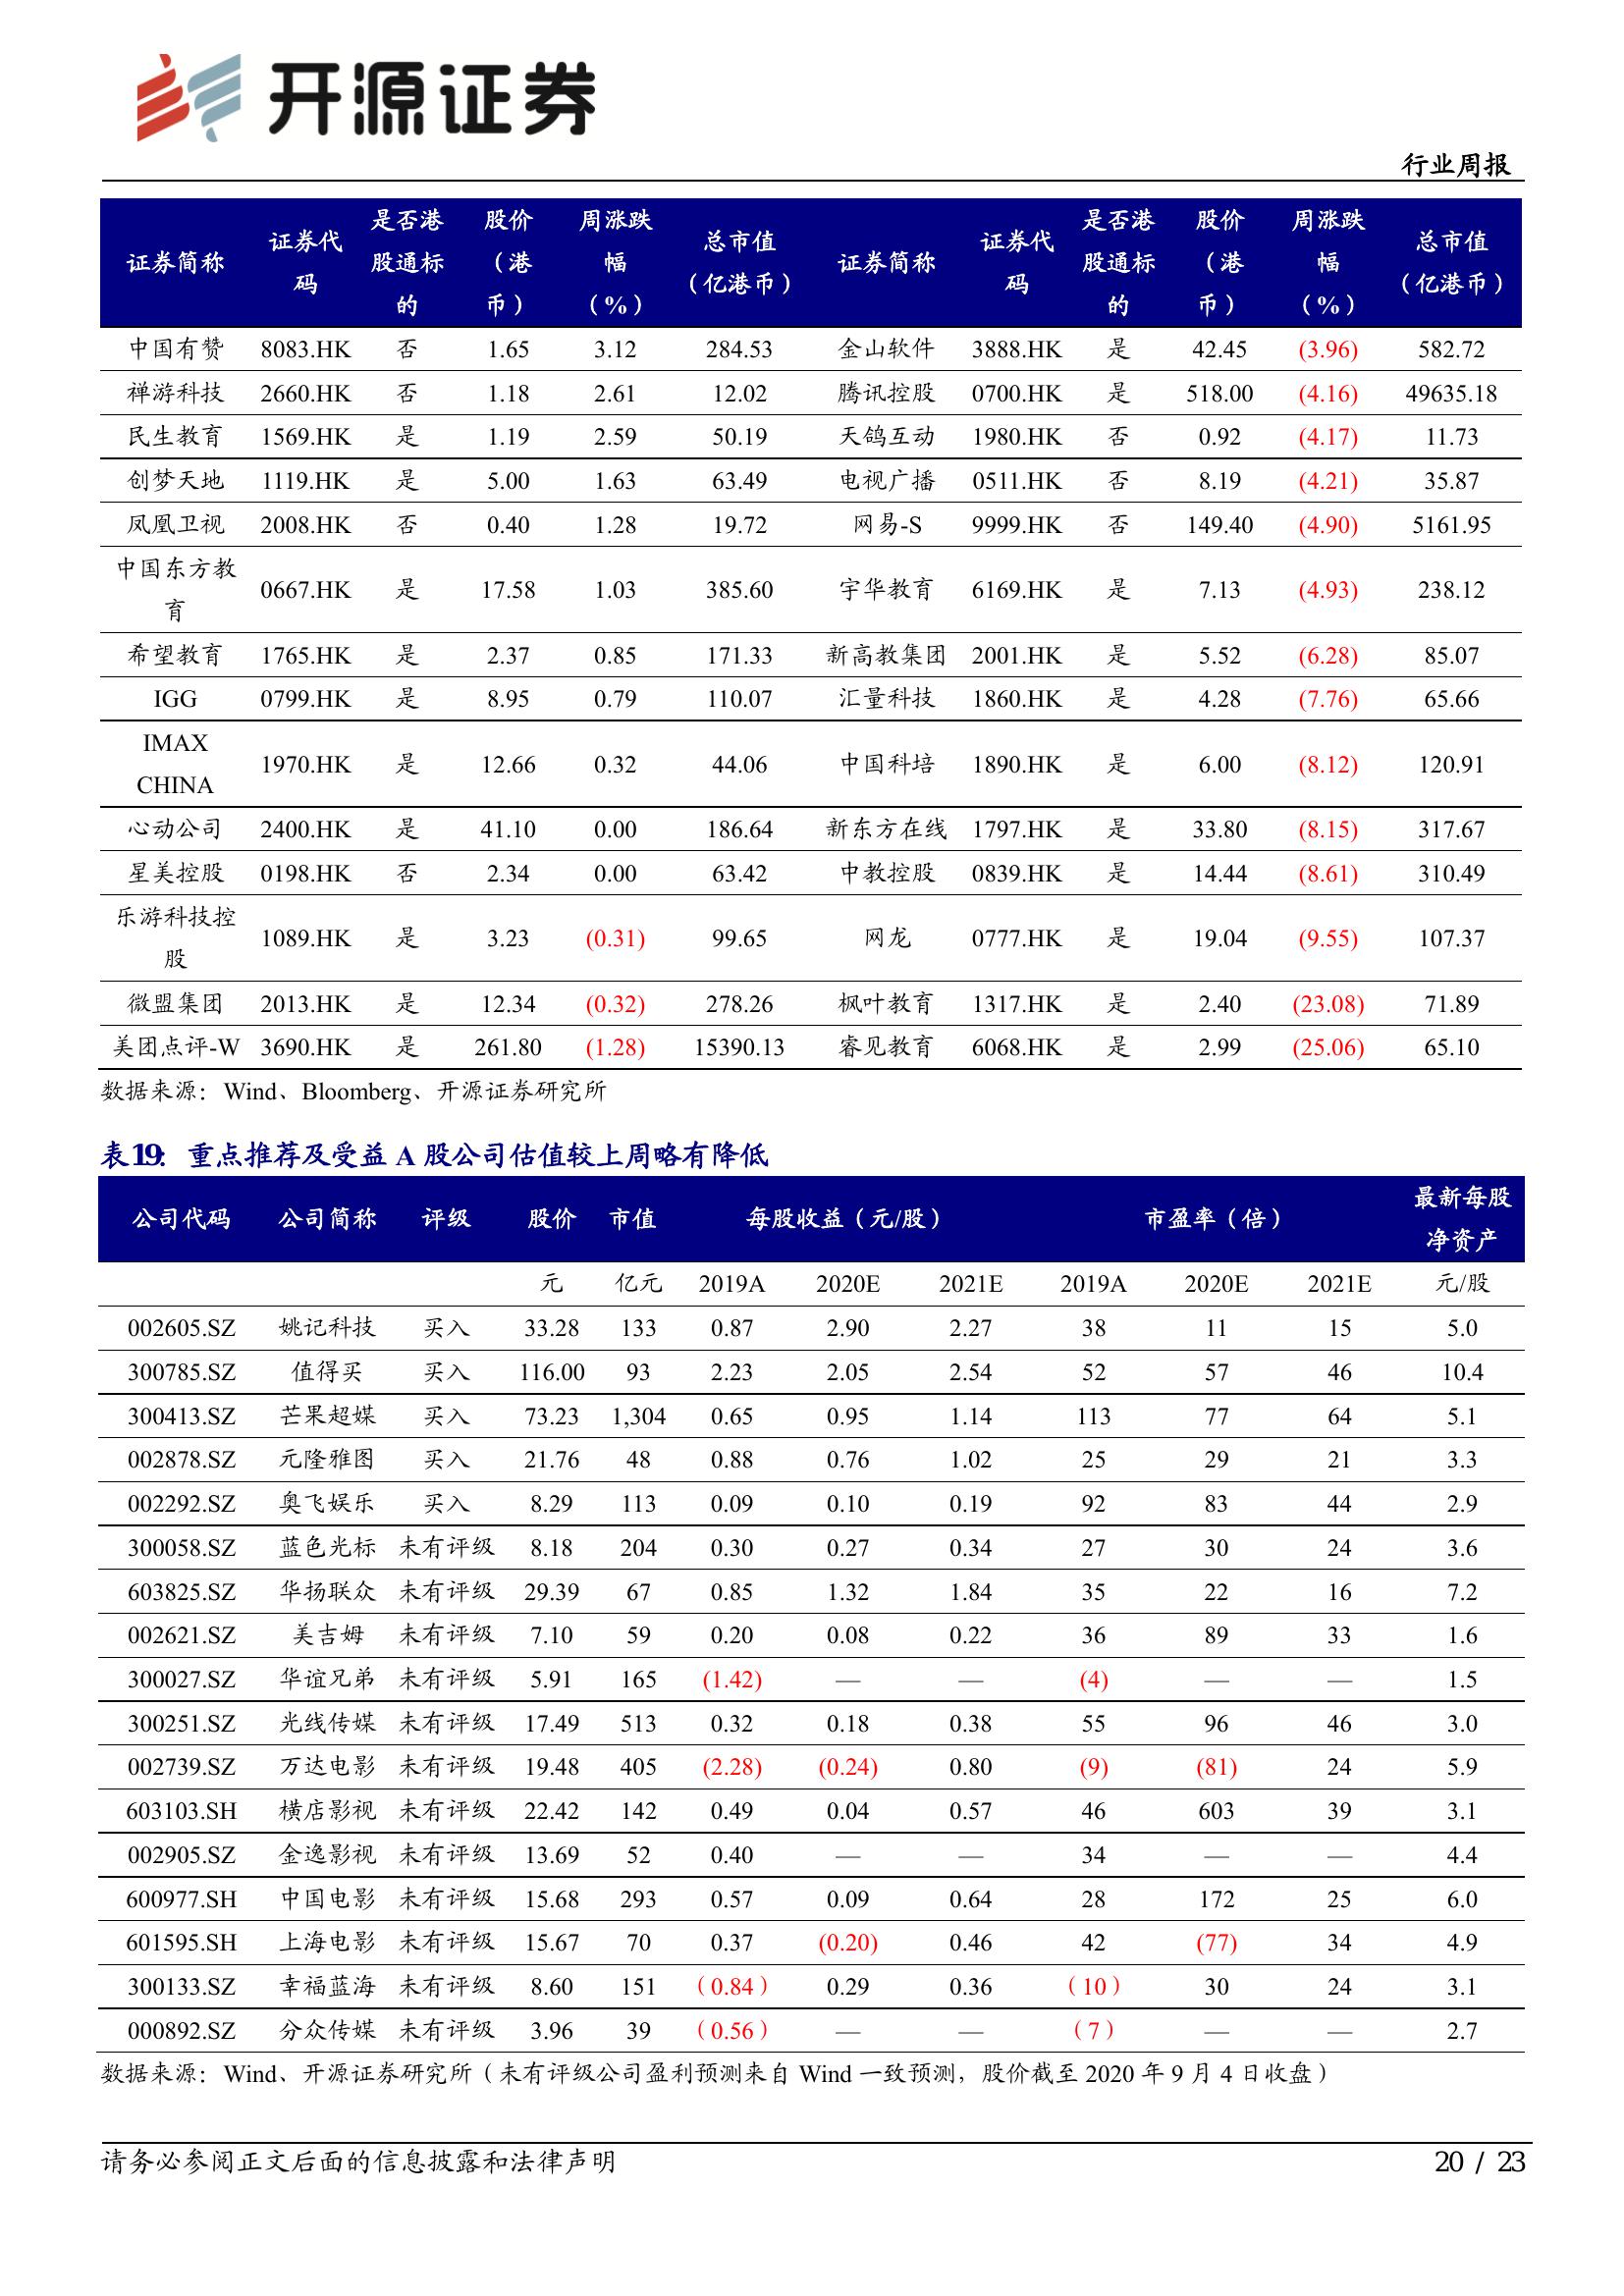 开源证券
行业周报
证券简称 证券代码 是否港股通标的 股价（港币） 周涨跌幅（%） 总市值（亿港币） 证券简称 证券代码 是否港股通标的 股价（港币） 周涨跌幅（%） 总市值（亿港币）
中国有赞 8083.HK 否 1.65 3.12 284.53 金山软件 3888.HK 是 42.45 (3.96) 582.72
禅游科技 2660.HK 否 1.18 2.61 12.02 腾讯控股 0700.HK 是 518.00 (4.16) 49635.18
民生教育 1569.HK 是 1.19 2.59 50.19 天鸽互动 1980.HK 否 0.92 (4.17) 11.73
创梦天地 1119.HK 是 5.00 1.63 63.49 电视广播 0511.HK 否 8.19 (4.21) 35.87
凤凰卫视 2008.HK 否 0.40 1.28 19.72 网易-S 9999.HK 否 149.40 (4.90) 5161.95
中国东方教育 0667.HK 是 17.58 1.03 385.60 宇华教育 6169.HK 是 7.13 (4.93) 238.12
希望教育 1765.HK 是 2.37 0.85 171.33 新高教集团 2001.HK 是 5.52 (6.28) 85.07
IGG 0799.HK 是 8.95 0.79 110.07 汇量科技 1860.HK 是 4.28 (7.76) 65.66
IMAX CHINA 1970.HK 是 12.66 0.32 44.06 中国科培 1890.HK 是 6.00 (8.12) 120.91
心动公司 2400.HK 是 41.10 0.00 186.64 新东方在线 1797.HK 是 33.80 (8.15) 317.67
星美控股 0198.HK 否 2.34 0.00 63.42 中教控股 0839.HK 是 14.44 (8.61) 310.49
乐游科技控股 1089.HK 是 3.23 (0.31) 99.65 网龙 0777.HK 是 19.04 (9.55) 107.37
微盟集团 2013.HK 是 12.34 (0.32) 278.26 枫叶教育 1317.HK 是 2.40 (23.08) 71.89
美团点评-W 3690.HK 是 261.80 (1.28) 15390.13 睿见教育 6068.HK 是 2.99 (25.06) 65.10
数据来源：Wind、Bloomberg、开源证券研究所
表19：重点推荐及受益 A 股公司估值较上周略有降低
公司代码 公司简称 评级 股价 市值 每股收益（元/股） 市盈率（倍） 最新每股净资产
元 亿元 2019A 2020E 2021E 2019A 2020E 2021E 元/股
002605.SZ 姚记科技 买入 33.28 133 0.87 2.90 2.27 38 11 15 5.0
300785.SZ 值得买 买入 116.00 93 2.23 2.05 2.54 52 57 46 10.4
300413.SZ 芒果超媒 买入 73.23 1,304 0.65 0.95 1.14 113 77 64 5.1
002878.SZ 元隆雅图 买入 21.76 48 0.88 0.76 1.02 25 29 21 3.3
002292.SZ 奥飞娱乐 买入 8.29 113 0.09 0.10 0.19 92 83 44 2.9
300058.SZ 蓝色光标 未有评级 8.18 204 0.30 0.27 0.34 27 30 24 3.6
603825.SZ 华扬联众 未有评级 29.39 67 0.85 1.32 1.84 35 22 16 7.2
002621.SZ 美吉姆 未有评级 7.10 59 0.20 0.08 0.22 36 89 33 1.6
300027.SZ 华谊兄弟 未有评级 5.91 165 (1.42) — — (4) — — 1.5
300251.SZ 光线传媒 未有评级 17.49 513 0.32 0.18 0.38 55 96 46 3.0
002739.SZ 万达电影 未有评级 19.48 405 (2.28) (0.24) 0.80 (9) (81) 24 5.9
603103.SH 横店影视 未有评级 22.42 142 0.49 0.04 0.57 46 603 39 3.1
002905.SZ 金逸影视 未有评级 13.69 52 0.40 — — 34 — — 4.4
600977.SH 中国电影 未有评级 15.68 293 0.57 0.09 0.64 28 172 25 6.0
601595.SH 上海电影 未有评级 15.67 70 0.37 (0.20) 0.46 42 (77) 34 4.9
300133.SZ 幸福蓝海 未有评级 8.60 151 （0.84） 0.29 0.36 （10） 30 24 3.1
000892.SZ 分众传媒 未有评级 3.96 39 （0.56） — — （7） — — 2.7
数据来源：Wind、开源证券研究所（未有评级公司盈利预测来自 Wind 一致预测，股价截至 2020 年 9 月 4 日收盘）
请务必参阅正文后面的信息披露和法律声明 20 / 23